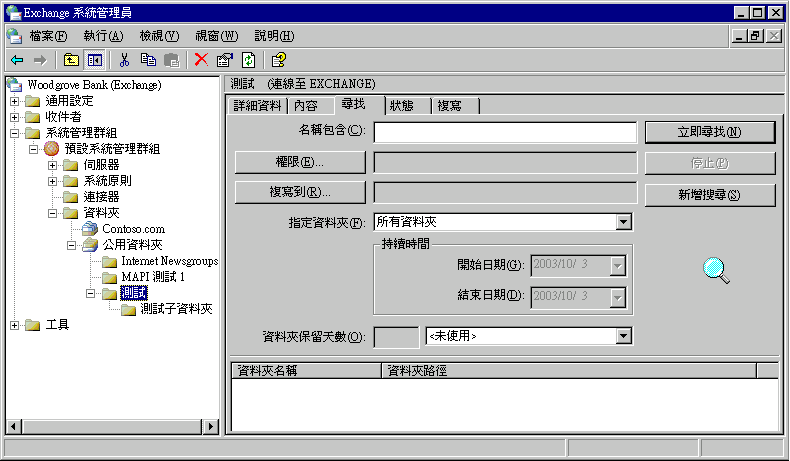 Exchange 系統管理員
檔案(F) 執行(A) 檢視(V) 視窗(W) 說明(H)
Woodgrove Bank (Exchange)
通用設定
收件者
系統管理群組
預設系統管理群組
伺服器
系統原則
連接器
資料夾
Contoso.com
公用資料夾
Internet Newsgroups
MAPI 測試 1
測試
測試子資料夾
工具
測試 (連線至 EXCHANGE)
詳細資料 內容 尋找 狀態 複寫
名稱包含(C): 立即尋找(N)
權限(E)... 停止(P)
複寫到(R)... 新增搜尋(S)
指定資料夾(F): 所有資料夾
持續時間
開始日期(G): 2003/10/ 3
結束日期(D): 2003/10/ 3
資料夾保留天數(O): <未使用>
資料夾名稱 資料夾路徑